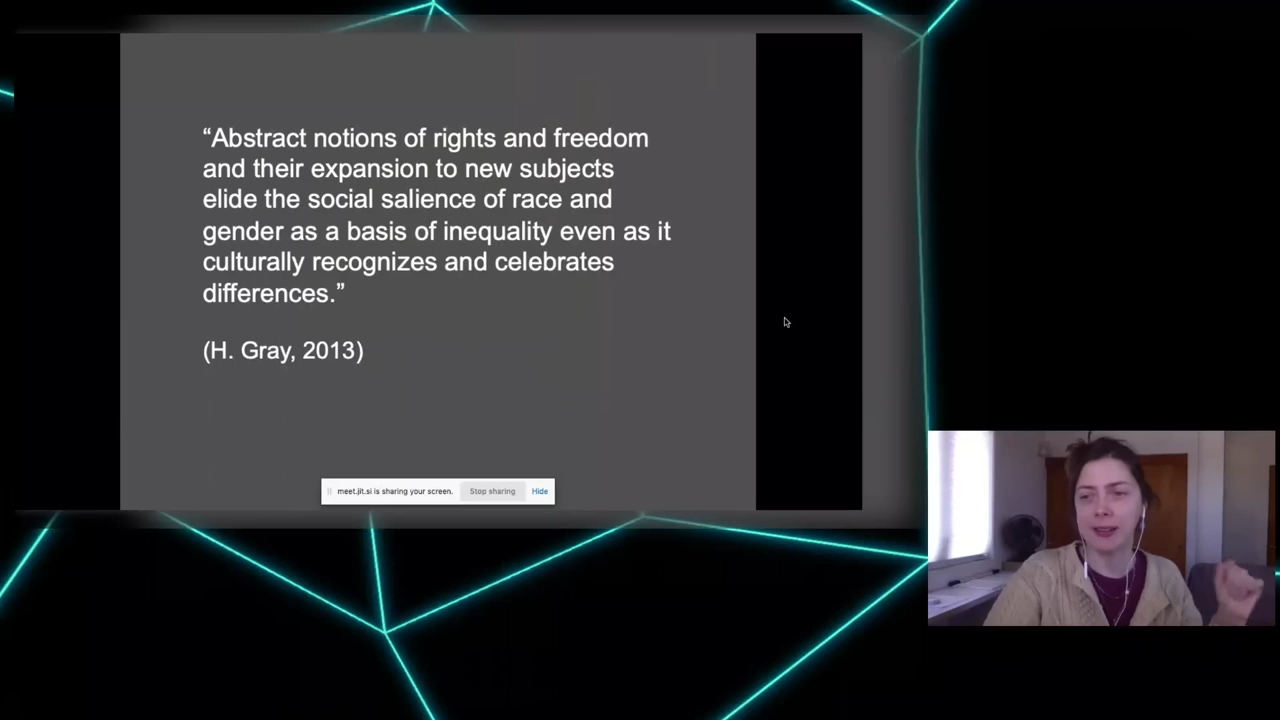 “Abstract notions of rights and freedom
and their expansion to new subjects
elide the social salience of race and
gender as a basis of inequality even as it
culturally recognizes and celebrates
differences.”
(H. Gray, 2013)
meet.jit.si is sharing your screen. Stop sharing Hide